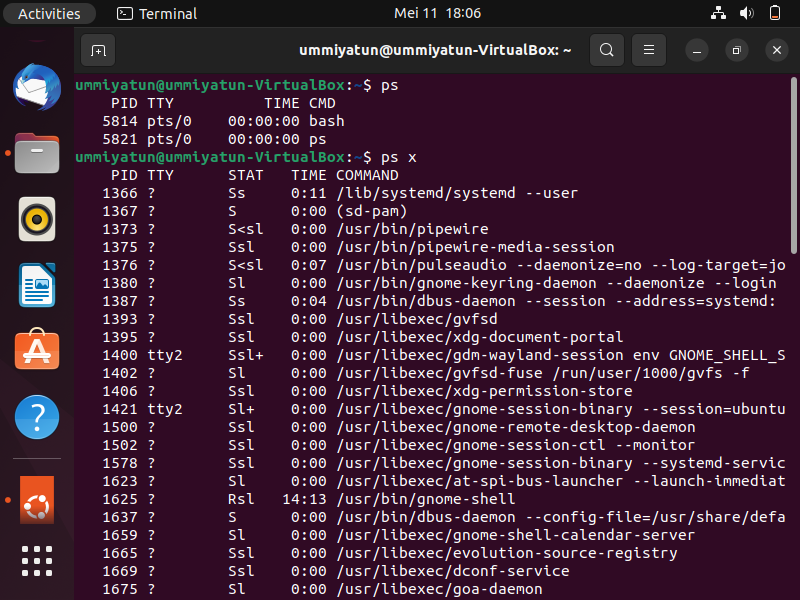 Activities Terminal Mei 11 18:06
ummiyatun@ummiyatun-VirtualBox: ~
ummiyatun@ummiyatun-VirtualBox:~$ ps
PID TTY TIME CMD
5814 pts/0 00:00:00 bash
5821 pts/0 00:00:00 ps
ummiyatun@ummiyatun-VirtualBox:~$ ps x
PID TTY STAT TIME COMMAND
1366 ? Ss 0:11 /lib/systemd/systemd --user
1367 ? S 0:00 (sd-pam)
1373 ? S<sl 0:00 /usr/bin/pipewire
1375 ? Ssl 0:00 /usr/bin/pipewire-media-session
1376 ? S<sl 0:07 /usr/bin/pulseaudio --daemonize=no --log-target=jo
1380 ? Sl 0:00 /usr/bin/gnome-keyring-daemon --daemonize --login
1387 ? Ss 0:04 /usr/bin/dbus-daemon --session --address=systemd:
1393 ? Ssl 0:00 /usr/libexec/gvfsd
1395 ? Ssl 0:00 /usr/libexec/xdg-document-portal
1400 tty2 Ssl+ 0:00 /usr/libexec/gdm-wayland-session env GNOME_SHELL_S
1402 ? Sl 0:00 /usr/libexec/gvfsd-fuse /run/user/1000/gvfs -f
1406 ? Ssl 0:00 /usr/libexec/xdg-permission-store
1421 tty2 Sl+ 0:00 /usr/libexec/gnome-session-binary --session=ubuntu
1500 ? Ssl 0:00 /usr/libexec/gnome-remote-desktop-daemon
1502 ? Ssl 0:00 /usr/libexec/gnome-session-ctl --monitor
1578 ? Ssl 0:00 /usr/libexec/gnome-session-binary --systemd-servic
1623 ? Sl 0:00 /usr/libexec/at-spi-bus-launcher --launch-immediat
1625 ? Rsl 14:13 /usr/bin/gnome-shell
1637 ? S 0:00 /usr/bin/dbus-daemon --config-file=/usr/share/defa
1659 ? Sl 0:00 /usr/libexec/gnome-shell-calendar-server
1665 ? Ssl 0:00 /usr/libexec/evolution-source-registry
1669 ? Ssl 0:00 /usr/libexec/dconf-service
1675 ? Sl 0:00 /usr/libexec/goa-daemon